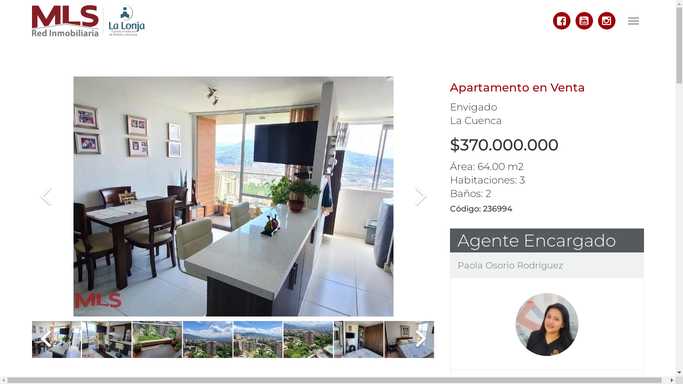 MLS
Red Inmobiliaria
La Lonja
Apartamento en Venta
Envigado
La Cuenca
$370.000.000
Área: 64.00 m2
Habitaciones: 3
Baños: 2
Código: 236994
Agente Encargado
Paola Osorio Rodríguez
MLS